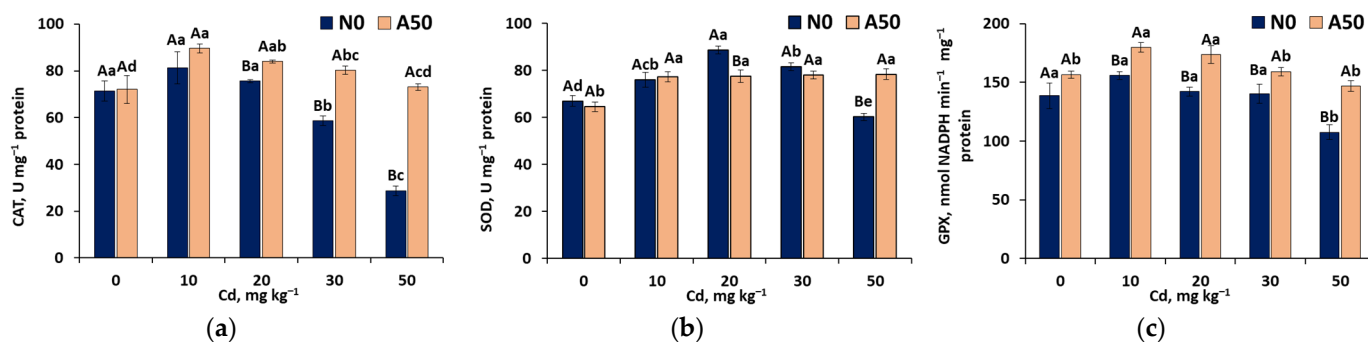 N0 A50
CAT, U mg⁻¹ protein
100
80
60
40
20
0
Aa Ad Aa Aa Ba Aab Bb Abc Bc Acd
0 10 20 30 50
Cd, mg kg⁻¹
(a)
N0 A50
SOD, U mg⁻¹ protein
100
80
60
40
20
0
Ad Ab Acb Aa Aa Ba Ab Aa Be Aa
0 10 20 30 50
Cd, mg kg⁻¹
(b)
N0 A50
GPX, nmol NADPH min⁻¹ mg⁻¹
protein
200
150
100
50
0
Aa Ab Ba Aa Ba Aa Ba Ab Bb Ab
0 10 20 30 50
Cd, mg kg⁻¹
(c)